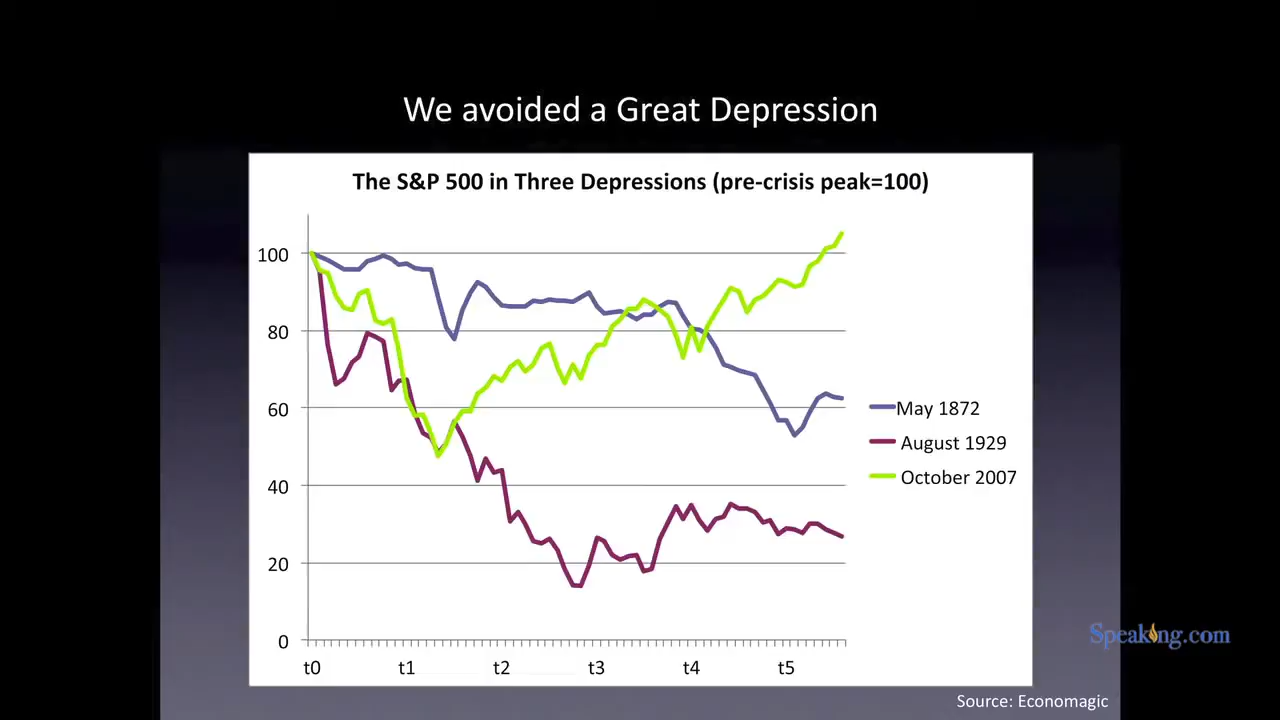 We avoided a Great Depression
The S&P 500 in Three Depressions (pre-crisis peak=100)
100
80
60
40
20
0
t0 t1 t2 t3 t4 t5
May 1872
August 1929
October 2007
Speaking.com
Source: Economagic